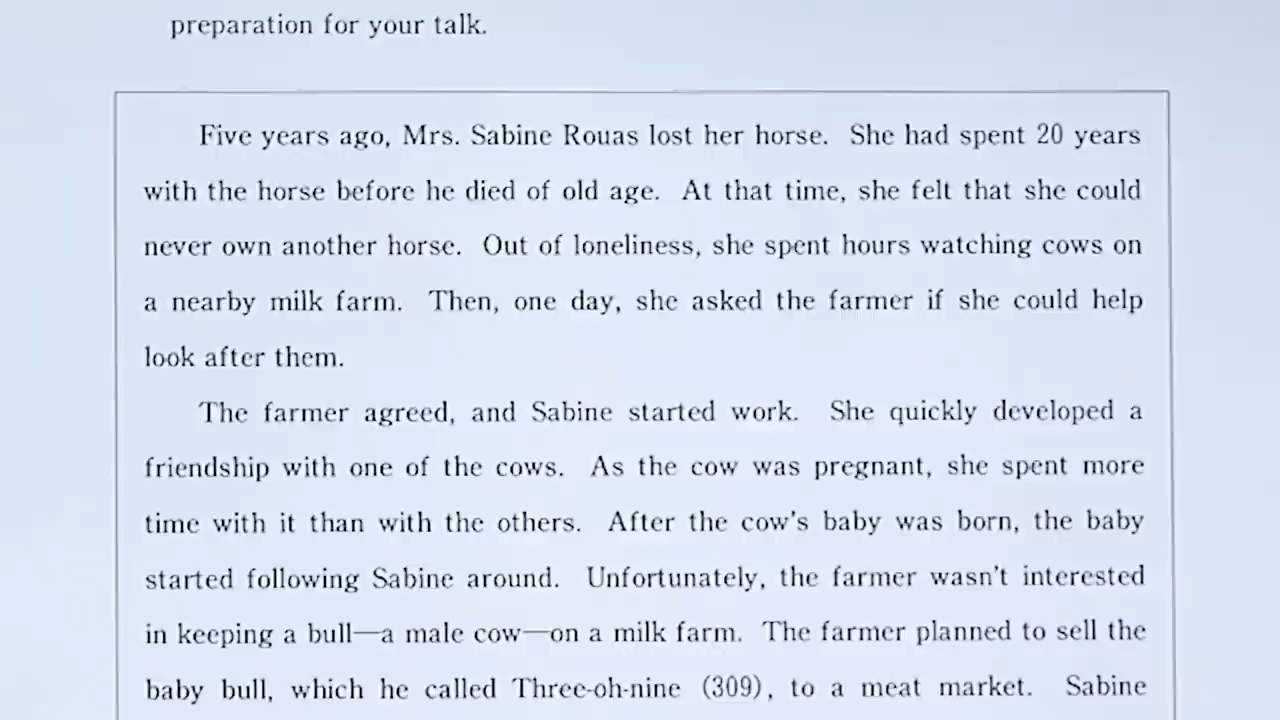 preparation for your talk.
Five years ago, Mrs. Sabine Rouas lost her horse. She had spent 20 years
with the horse before he died of old age. At that time, she felt that she could
never own another horse. Out of loneliness, she spent hours watching cows on
a nearby milk farm. Then, one day, she asked the farmer if she could help
look after them.
The farmer agreed, and Sabine started work. She quickly developed a
friendship with one of the cows. As the cow was pregnant, she spent more
time with it than with the others. After the cow's baby was born, the baby
started following Sabine around. Unfortunately, the farmer wasn't interested
in keeping a bull—a male cow—on a milk farm. The farmer planned to sell the
baby bull, which he called Three-oh-nine (309), to a meat market. Sabine